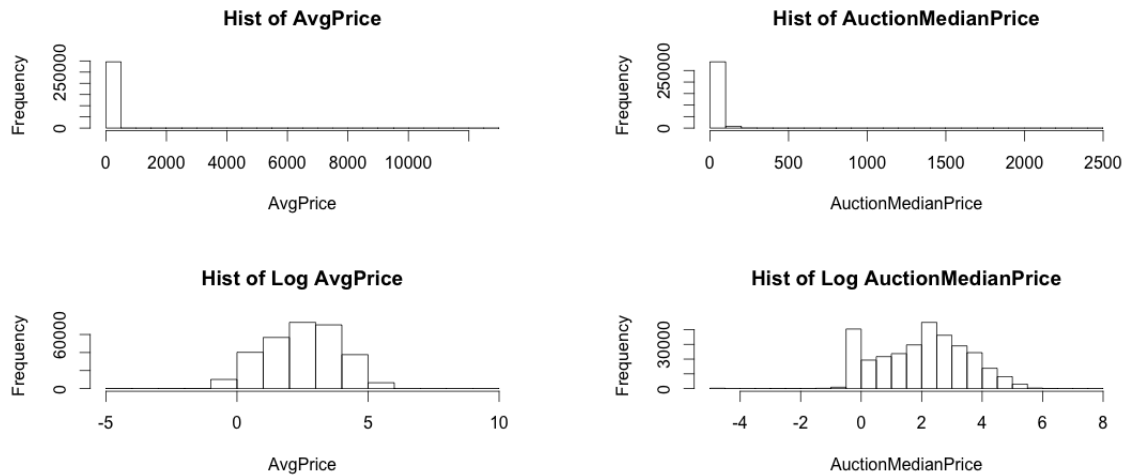 Hist of AvgPrice
Frequency
0 250000
0 2000 4000 6000 8000 10000
AvgPrice
Hist of AuctionMedianPrice
Frequency
0 250000
0 500 1000 1500 2000 2500
AuctionMedianPrice
Hist of Log AvgPrice
Frequency
0 60000
-5 0 5 10
AvgPrice
Hist of Log AuctionMedianPrice
Frequency
0 30000
-4 -2 0 2 4 6 8
AuctionMedianPrice